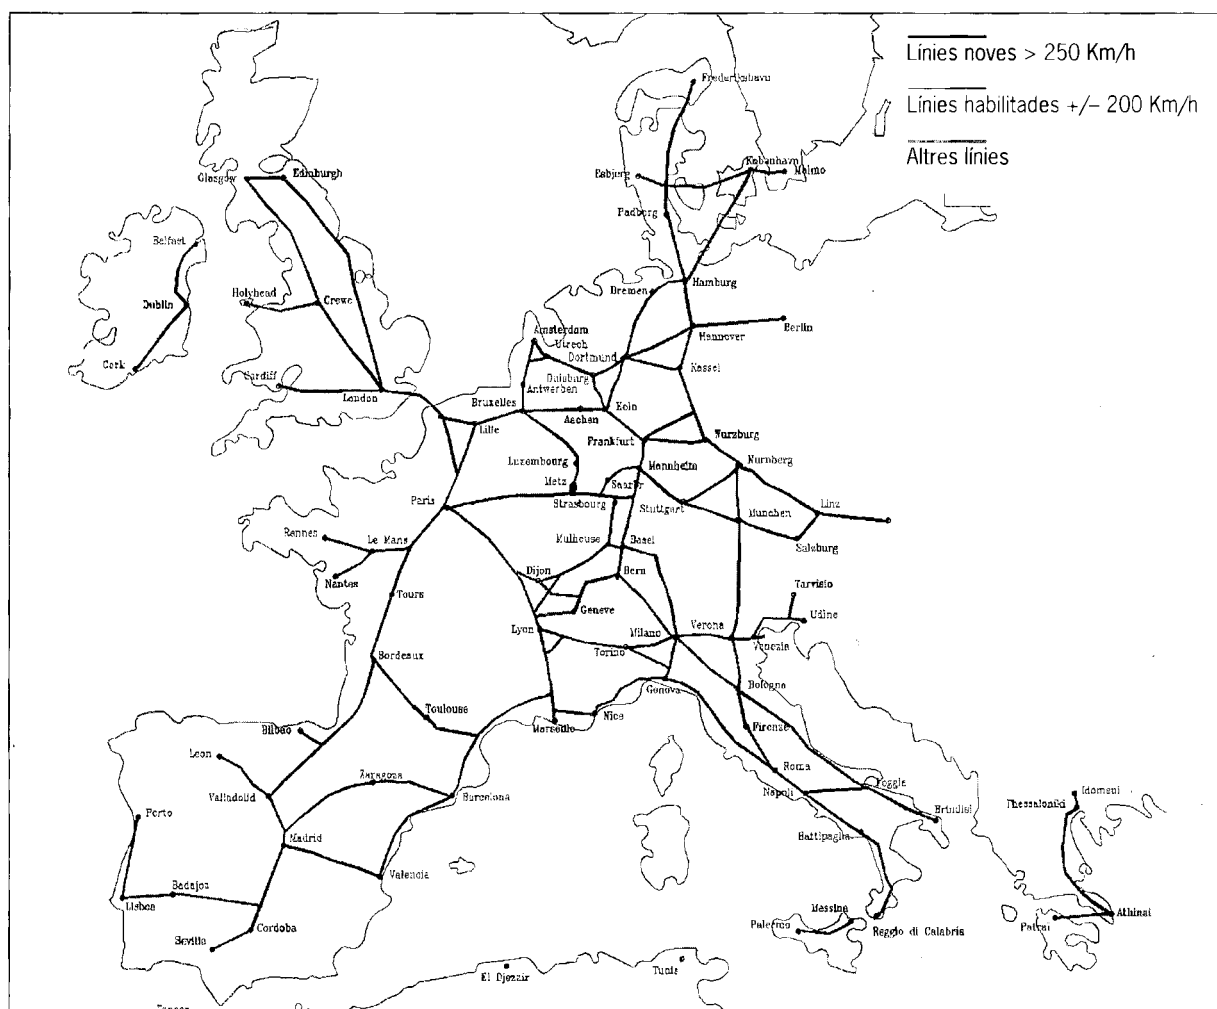 Línies noves > 250 Km/h
Línies habilitades +/– 200 Km/h
Altres línies
Frederikshavn
København
Malmo
Esbjerg
Padborg
Glasgow
Edinburgh
Belfast
Dublin
Cork
Holyhead
Crewe
Cardiff
London
Hamburg
Bremen
Hannover
Berlin
Amsterdam
Utrech
Dortmund
Duisburg
Kassel
Antwerpen
Bruxelles
Lille
Aachen
Koln
Frankfurt
Wurzburg
Luxembourg
Mannheim
Nurnberg
Metz
Saarbr
Paris
Strasbourg
Stuttgart
Munchen
Linz
Salzburg
Rennes
Le Mans
Nantes
Mulhouse
Basel
Dijon
Bern
Tarvisio
Tours
Geneve
Udine
Lyon
Milano
Verona
Venezia
Torino
Bordeaux
Genova
Bologna
Toulouse
Marseille
Nice
Firenze
Bilbao
Leon
Zaragoza
Roma
Foggia
Valladolid
Barcelona
Napoli
Brindisi
Idomeni
Thessaloniki
Porto
Madrid
Battipaglia
Valencia
Badajoz
Lisboa
Messina
Palermo
Reggio di Calabria
Patrai
Athinai
Cordoba
Sevilla
El Djezzir
Tunis